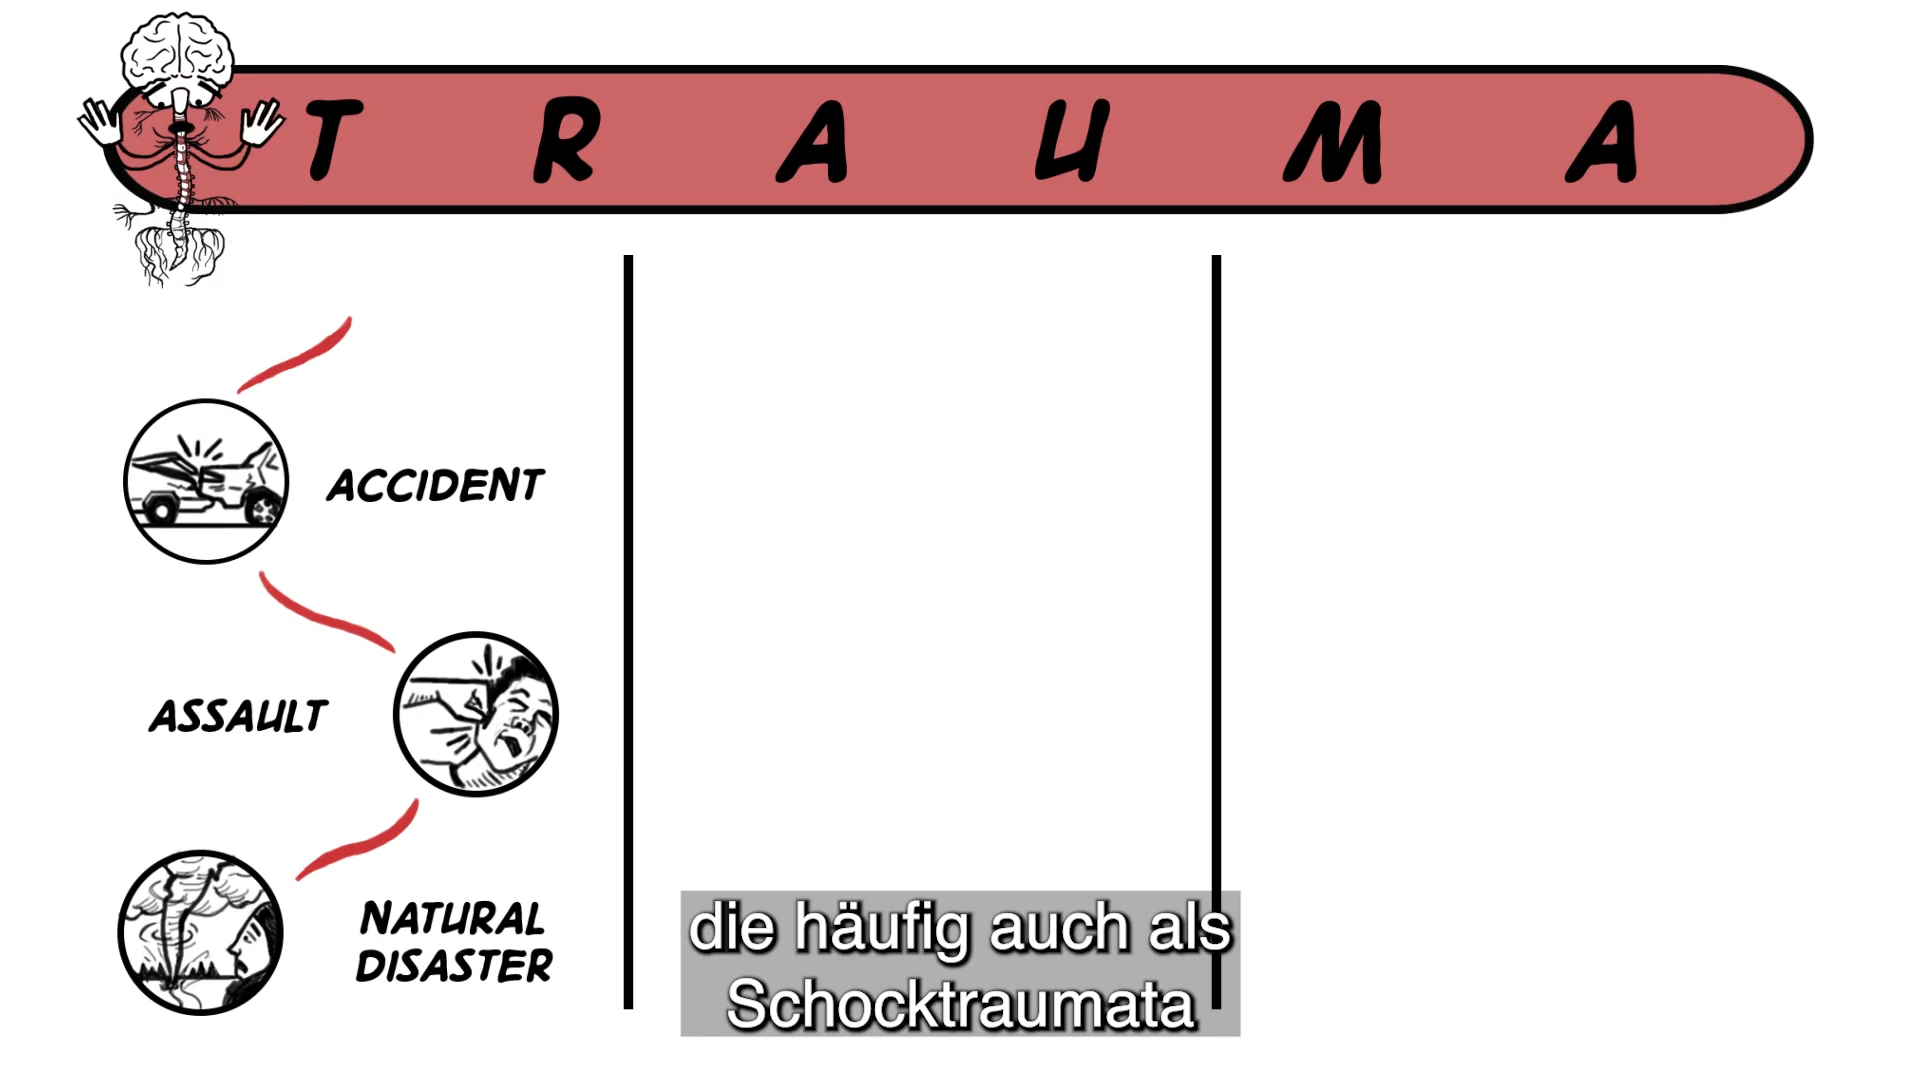 TRAUMA
ACCIDENT
ASSAULT
NATURAL
DISASTER
die häufig auch als
Schocktraumata